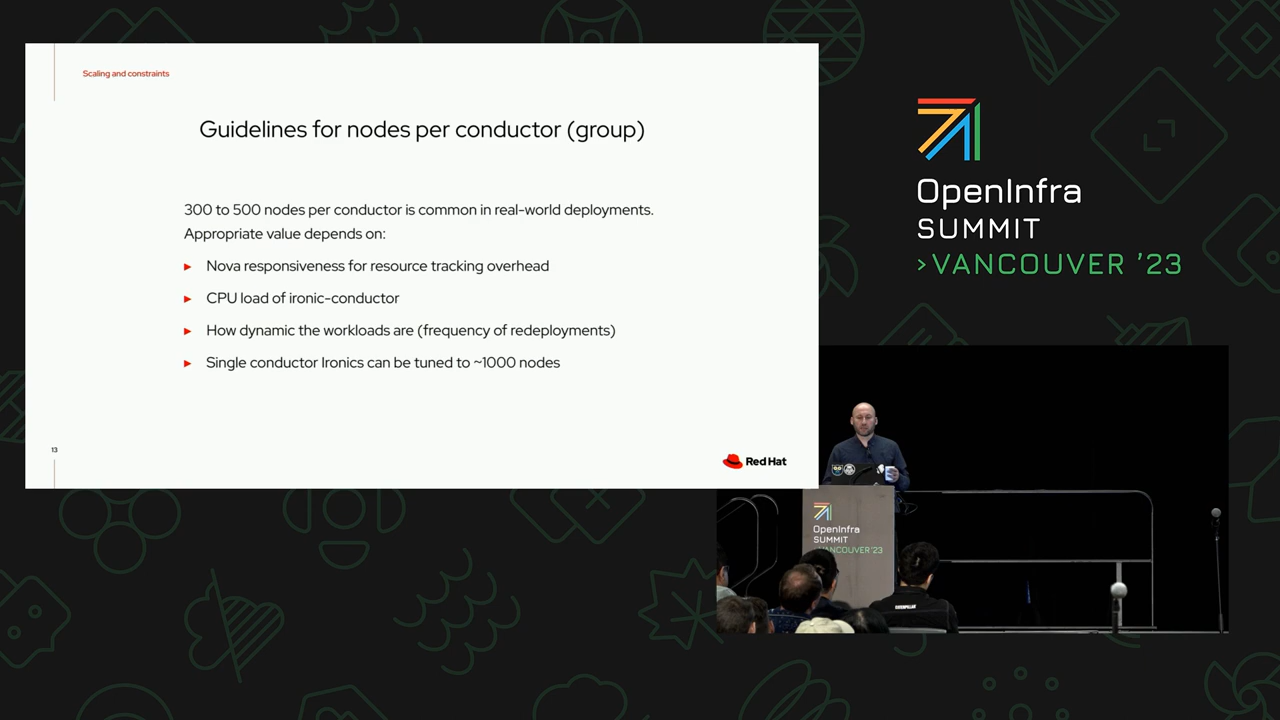 Scaling and constraints
Guidelines for nodes per conductor (group)
300 to 500 nodes per conductor is common in real-world deployments.
Appropriate value depends on:
Nova responsiveness for resource tracking overhead
CPU load of ironic-conductor
How dynamic the workloads are (frequency of redeployments)
Single conductor Ironics can be tuned to ~1000 nodes
13
Red Hat
OpenInfra
SUMMIT
>VANCOUVER '23
OpenInfra
SUMMIT
>VANCOUVER '23
CATERPILLAR